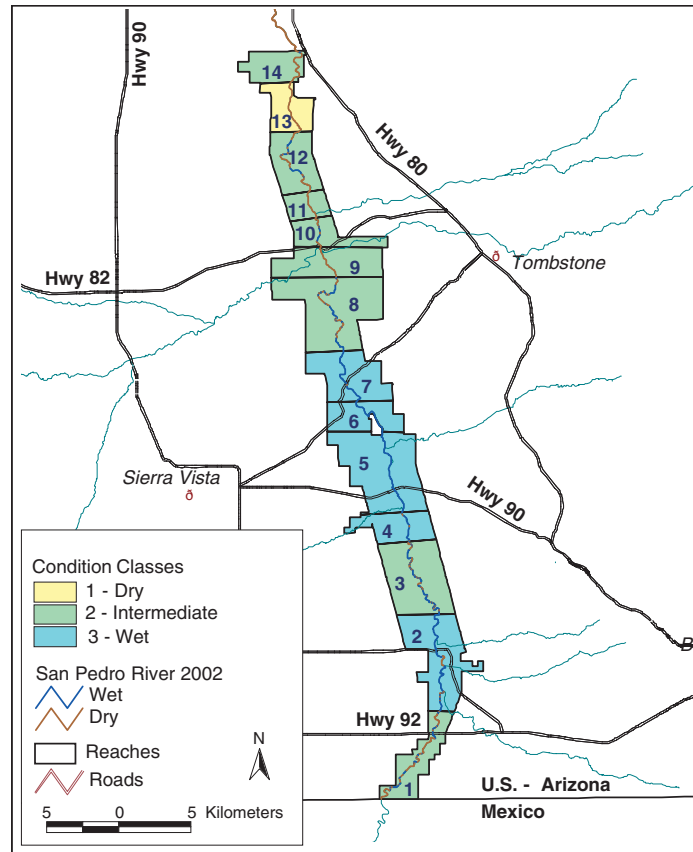 Hwy 90
14
13
Hwy 80
12
11
10
9
Tombstone
Hwy 82
8
7
6
5
Sierra Vista
Hwy 90
4
3
2
B
Hwy 92
1
U.S. - Arizona
Mexico
Condition Classes
1 - Dry
2 - Intermediate
3 - Wet
San Pedro River 2002
Wet
Dry
Reaches
Roads
N
5 0 5 Kilometers